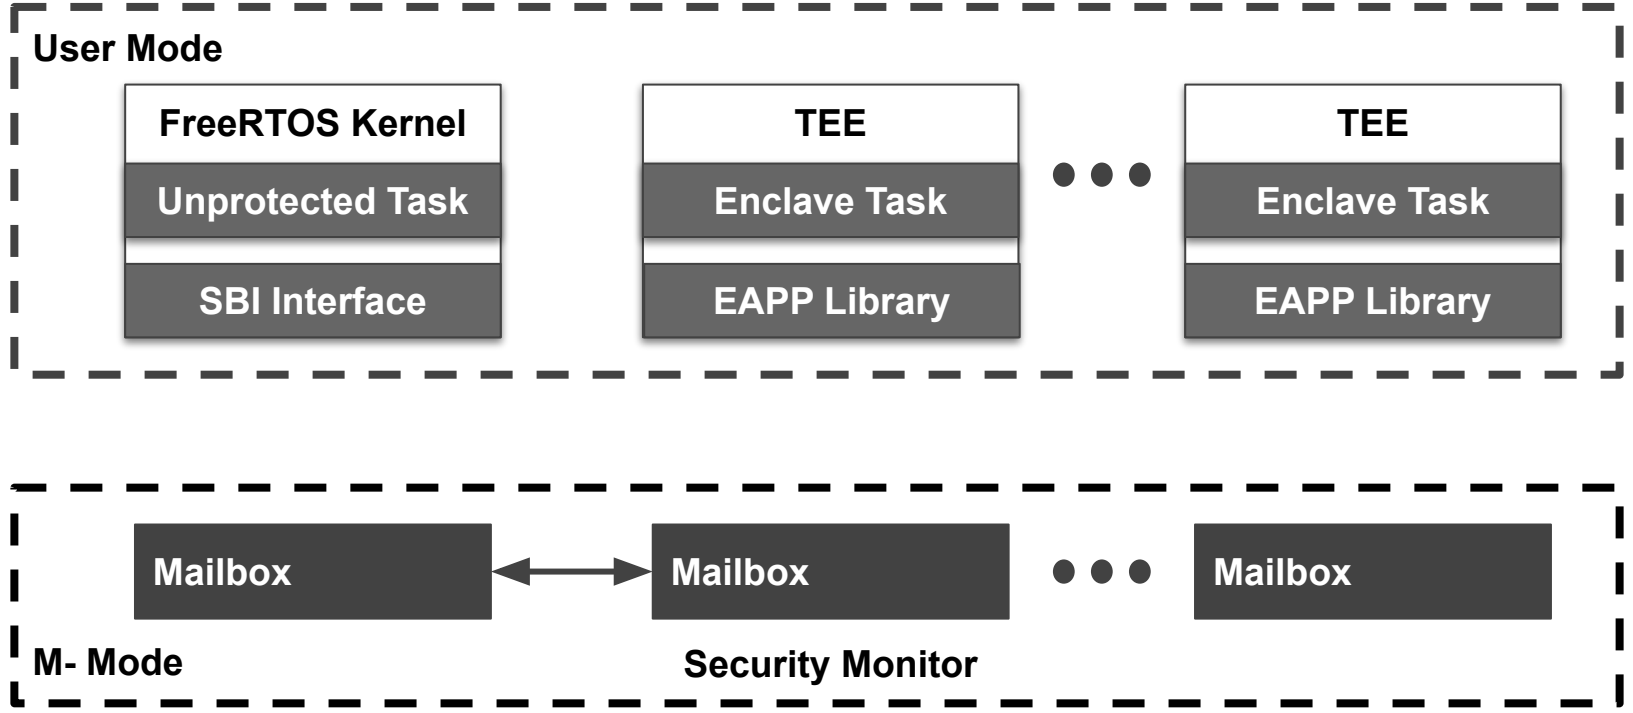 User Mode
FreeRTOS Kernel
TEE
TEE
Unprotected Task
Enclave Task
Enclave Task
SBI Interface
EAPP Library
EAPP Library
Mailbox
Mailbox
Mailbox
M- Mode
Security Monitor